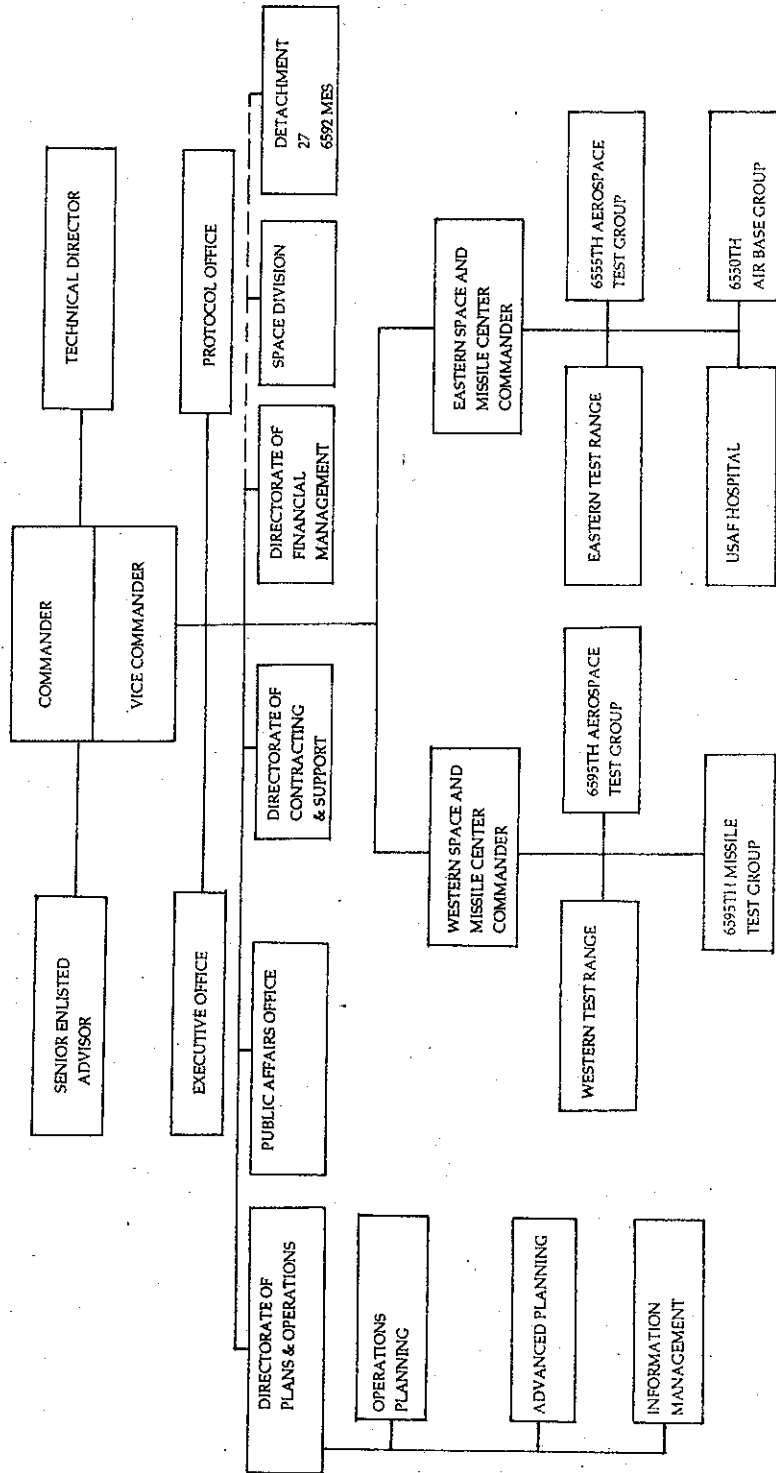 COMMANDER
VICE COMMANDER
SENIOR ENLISTED
ADVISOR
TECHNICAL DIRECTOR
EXECUTIVE OFFICE
PROTOCOL OFFICE
DIRECTORATE OF
PLANS & OPERATIONS
PUBLIC AFFAIRS OFFICE
DIRECTORATE OF
CONTRACTING
& SUPPORT
DIRECTORATE OF
FINANCIAL
MANAGEMENT
SPACE DIVISION
DETACHMENT
27
6592 MES
OPERATIONS
PLANNING
ADVANCED PLANNING
INFORMATION
MANAGEMENT
WESTERN SPACE AND
MISSILE CENTER
COMMANDER
WESTERN TEST RANGE
6595TH AEROSPACE
TEST GROUP
6595TH MISSILE
TEST GROUP
EASTERN SPACE AND
MISSILE CENTER
COMMANDER
EASTERN TEST RANGE
6555TH AEROSPACE
TEST GROUP
USAF HOSPITAL
6550TH
AIR BASE GROUP